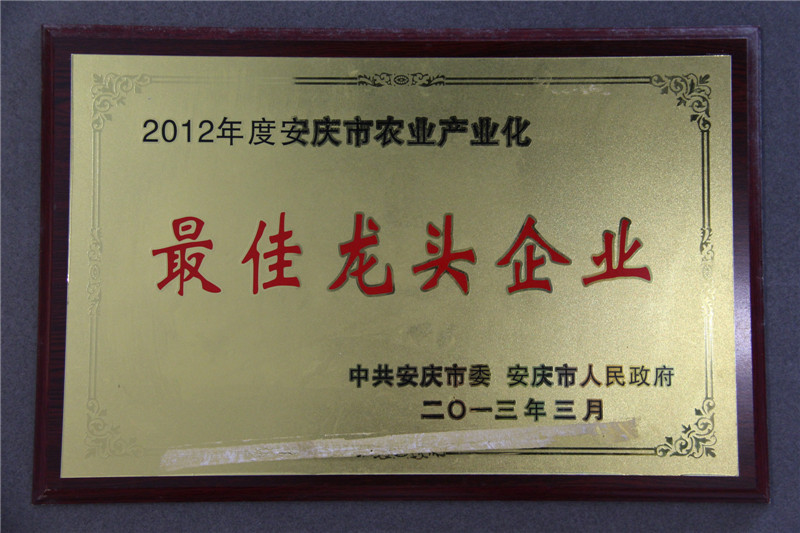 2012年度安庆市农业产业化
最佳龙头企业
中共安庆市委 安庆市人民政府
二〇一三年三月